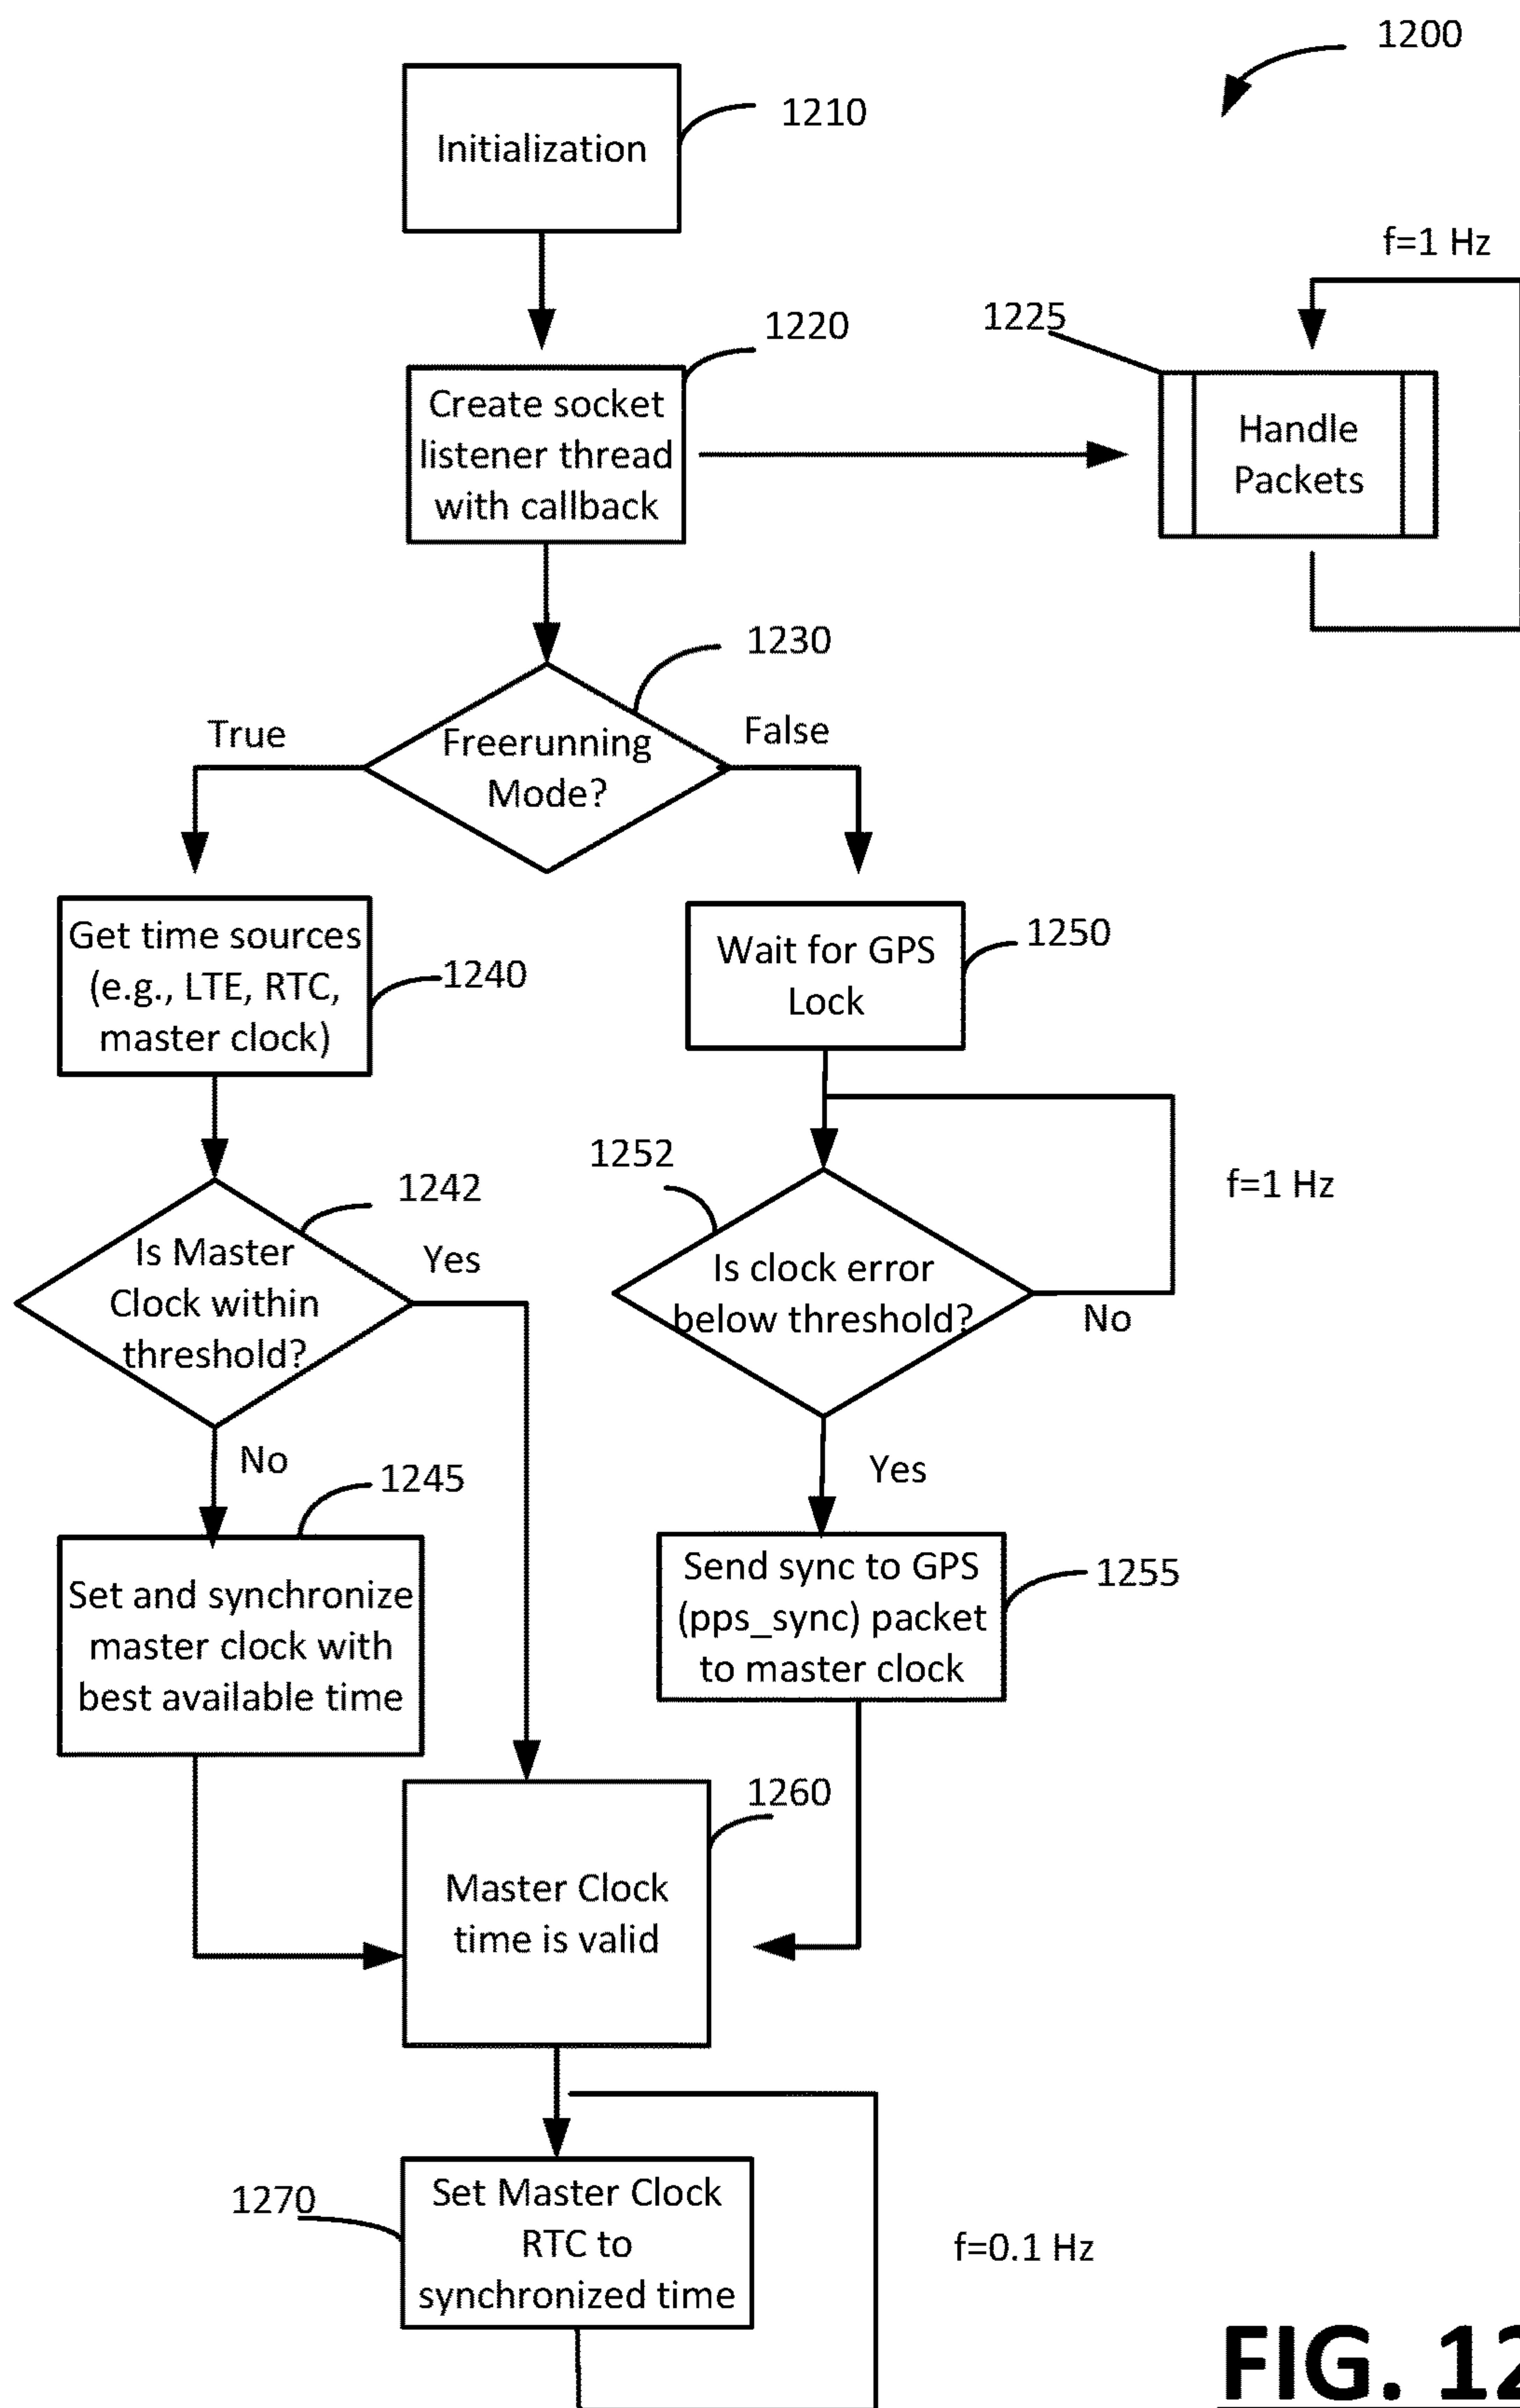 1200
Initialization
1210
f=1 Hz
1220
1225
Create socket
listener thread
with callback
Handle
Packets
1230
True
False
Freerunning
Mode?
Get time sources
(e.g., LTE, RTC,
master clock)
1240
Wait for GPS
Lock
1250
1252
f=1 Hz
1242
Is Master
Clock within
threshold?
Yes
Is clock error
below threshold?
No
No
Yes
1245
Set and synchronize
master clock with
best available time
Send sync to GPS
(pps_sync) packet
to master clock
1255
1260
Master Clock
time is valid
1270
Set Master Clock
RTC to
synchronized time
f=0.1 Hz
FIG. 12